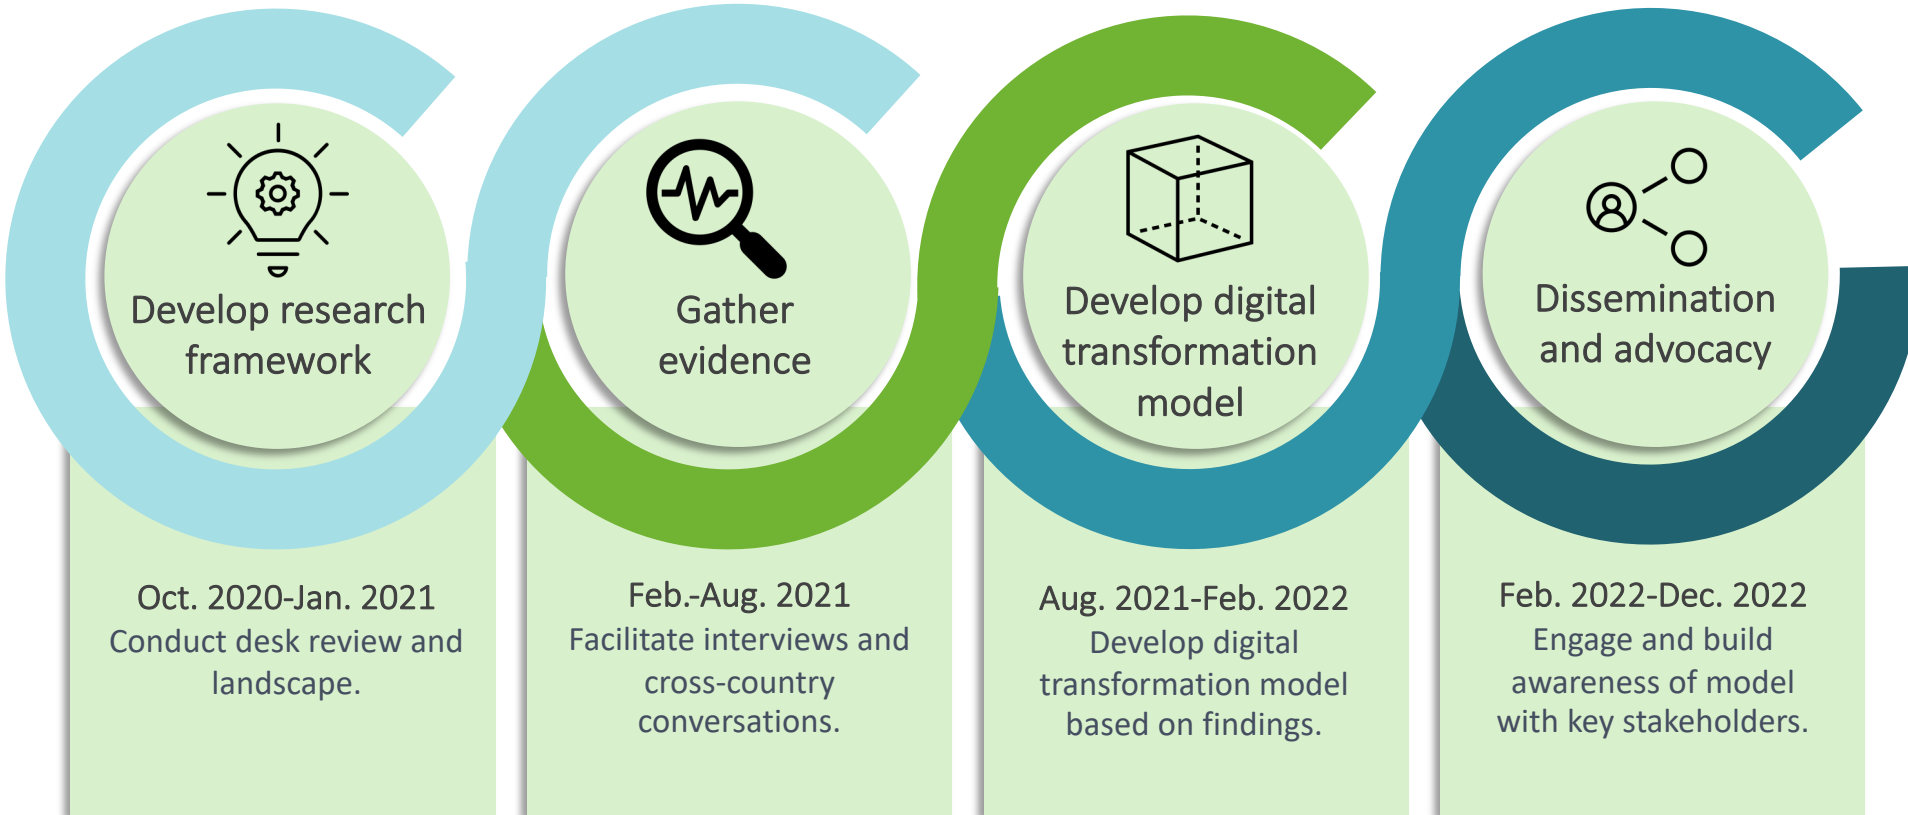 Develop research
framework
Gather
evidence
Develop digital
transformation
model
Dissemination
and advocacy
Oct. 2020-Jan. 2021
Conduct desk review and
landscape.
Feb.-Aug. 2021
Facilitate interviews and
cross-country
conversations.
Aug. 2021-Feb. 2022
Develop digital
transformation model
based on findings.
Feb. 2022-Dec. 2022
Engage and build
awareness of model
with key stakeholders.